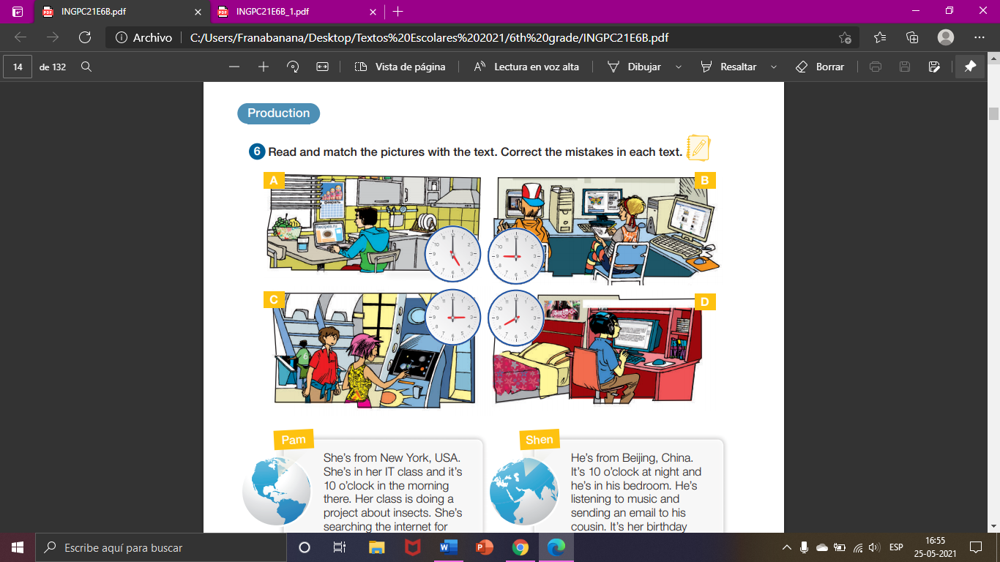 INGPC21E6B.pdf
INGPC21E6B_1.pdf
Archivo
C:/Users/Franabanana/Desktop/Textos%20Escolares%202021/6th%20grade/INGPC21E6B.pdf
14 de 132
Vista de página
Lectura en voz alta
Dibujar
Resaltar
Borrar
Production
6 Read and match the pictures with the text. Correct the mistakes in each text.
A
B
Recipes.ru
C
D
Pam
She's from New York, USA.
She's in her IT class and it's
10 o'clock in the morning
there. Her class is doing a
project about insects. She's
searching the internet for
Shen
He's from Beijing, China.
It's 10 o'clock at night and
he's in his bedroom. He's
listening to music and
sending an email to his
cousin. It's her birthday
Escribe aquí para buscar
ESP
16:55
25-05-2021